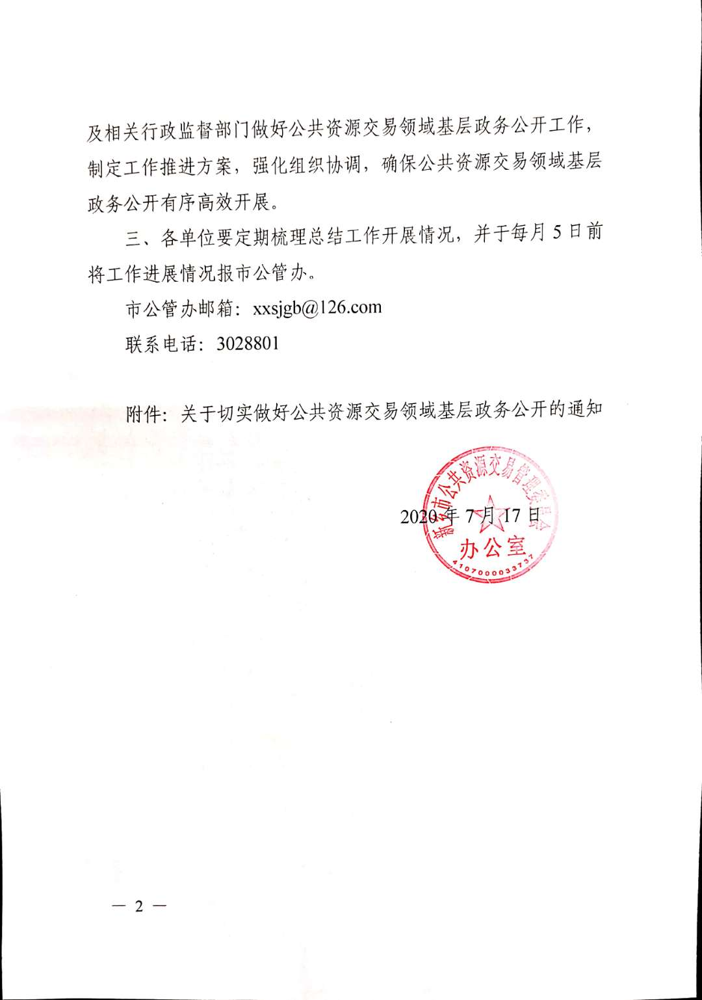 及相关行政监督部门做好公共资源交易领域基层政务公开工作，
制定工作推进方案，强化组织协调，确保公共资源交易领域基层
政务公开有序高效开展。
三、各单位要定期梳理总结工作开展情况，并于每月 5 日前
将工作进展情况报市公管办。
市公管办邮箱：xxsjgb@126.com
联系电话：3028801
附件：关于切实做好公共资源交易领域基层政务公开的通知
新乡市公共资源交易管理委员会
2020 年 7 月 17 日
办公室
4107000033737
— 2 —